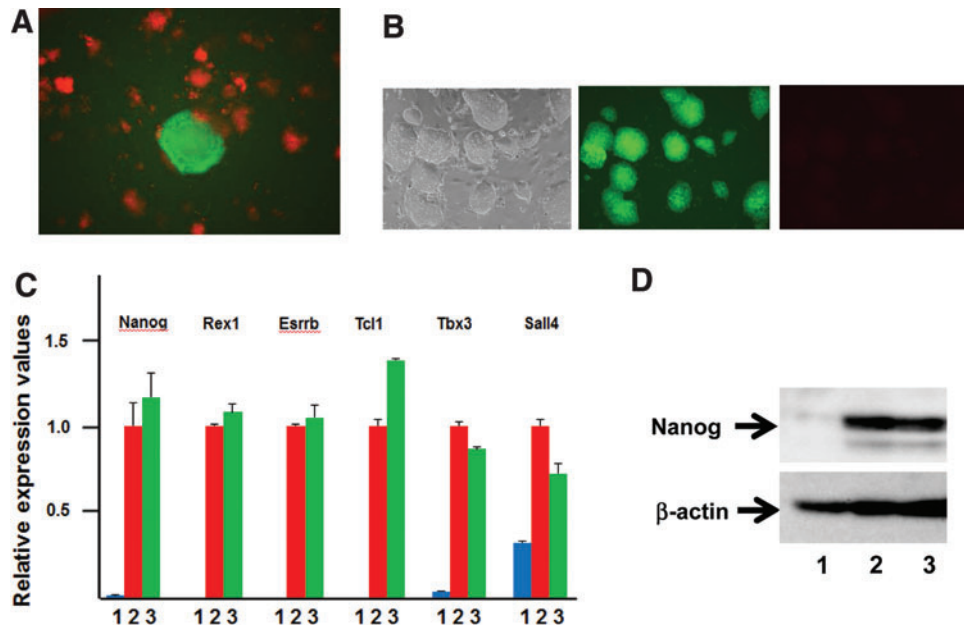 A
B
C
Relative expression values
1.5
1.0
0.5
Nanog Rex1 Esrrb Tcl1 Tbx3 Sall4
1 2 3 1 2 3 1 2 3 1 2 3 1 2 3 1 2 3
D
Nanog
β-actin
1 2 3